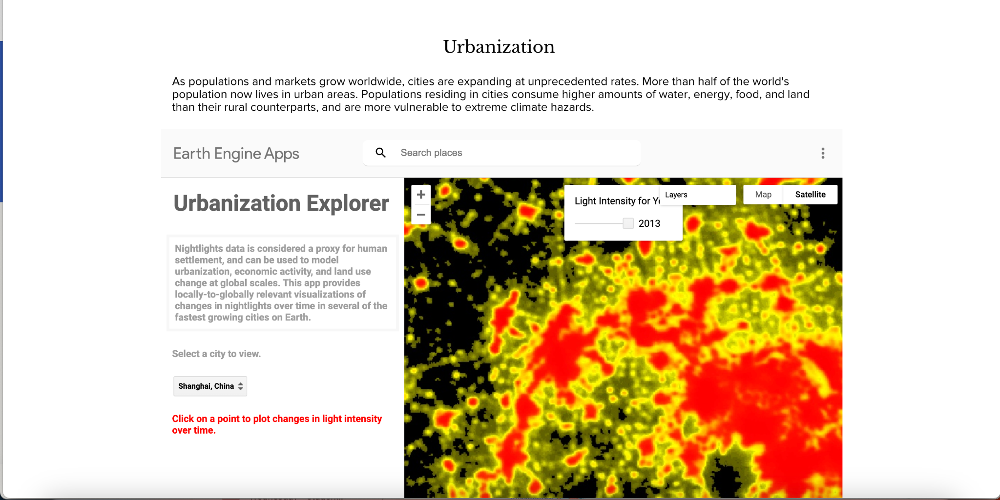 Urbanization
As populations and markets grow worldwide, cities are expanding at unprecedented rates. More than half of the world's
population now lives in urban areas. Populations residing in cities consume higher amounts of water, energy, food, and land
than their rural counterparts, and are more vulnerable to extreme climate hazards.
Earth Engine Apps
Search places
Urbanization Explorer
Nightlights data is considered a proxy for human
settlement, and can be used to model
urbanization, economic activity, and land use
change at global scales. This app provides
locally-to-globally relevant visualizations of
changes in nightlights over time in several of the
fastest growing cities on Earth.
Select a city to view.
Shanghai, China
Click on a point to plot changes in light intensity
over time.
+
−
Light Intensity for
2013
Layers
Map
Satellite